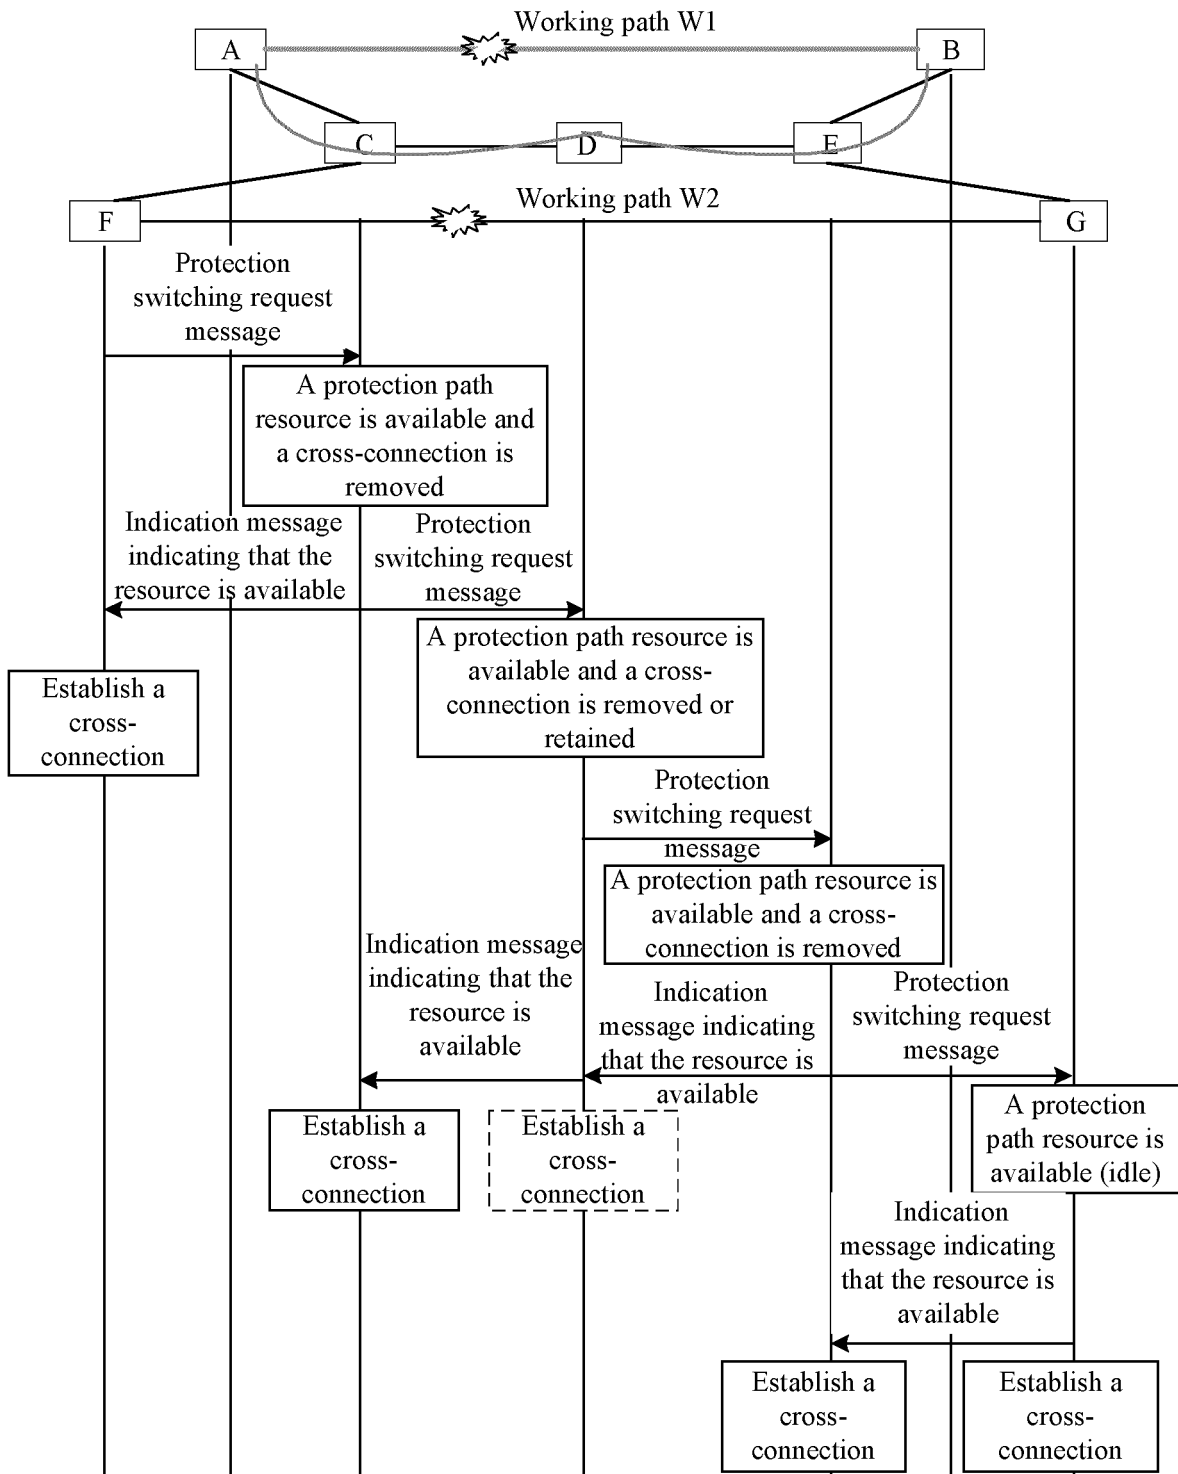 Working path W1
A
B
C
D
E
Working path W2
F
G
Protection
switching request
message
A protection path
resource is available and
a cross-connection is
removed
Indication message
indicating that the
resource is available
Protection
switching request
message
A protection path resource is
available and a cross-
connection is removed or
retained
Establish a
cross-
connection
Protection
switching request
message
A protection path resource is
available and a cross-
connection is removed
Indication message
indicating that the
resource is
available
Indication
message indicating
that the resource is
available
Protection
switching request
message
A protection
path resource is
available (idle)
Establish a
cross-
connection
Establish a
cross-
connection
Indication
message indicating
that the resource is
available
Establish a
cross-
connection
Establish a
cross-
connection